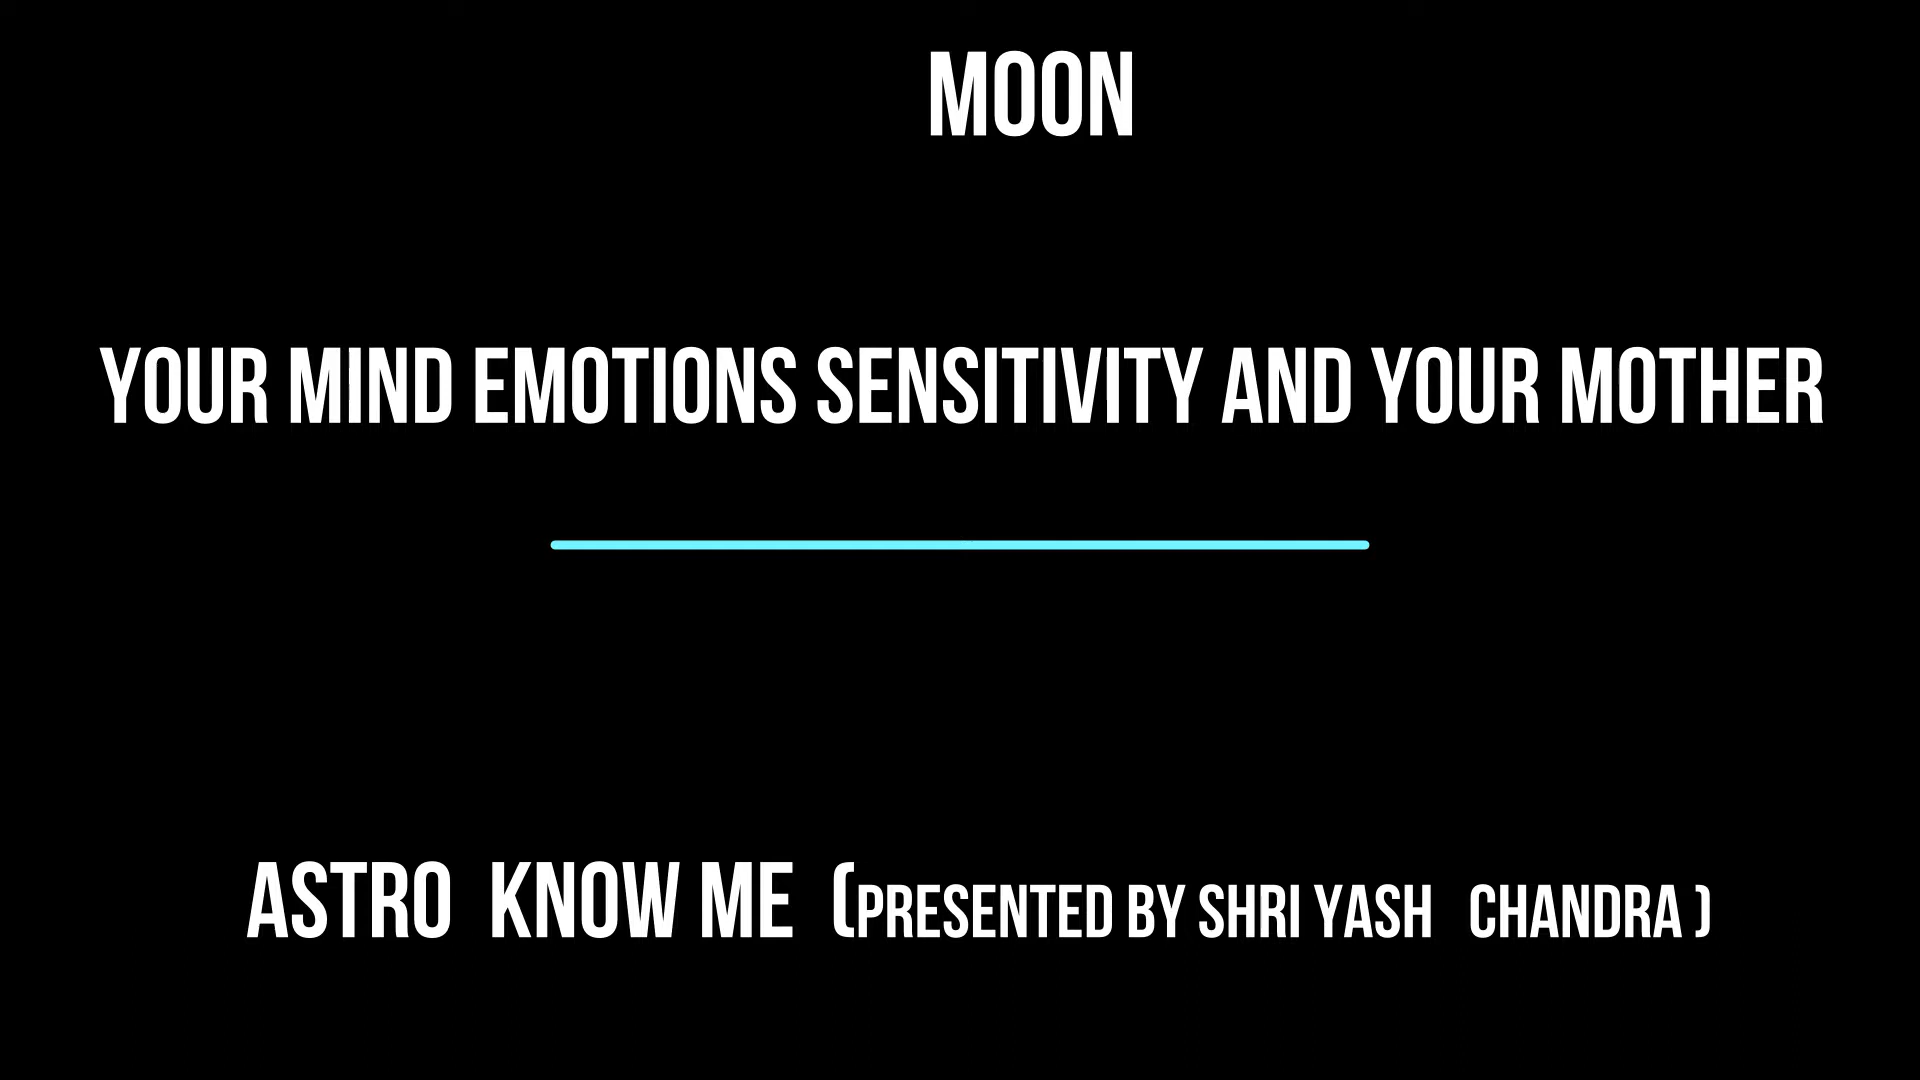 MOON
YOUR MIND EMOTIONS SENSITIVITY AND YOUR MOTHER
ASTRO KNOW ME (PRESENTED BY SHRI YASH CHANDRA )